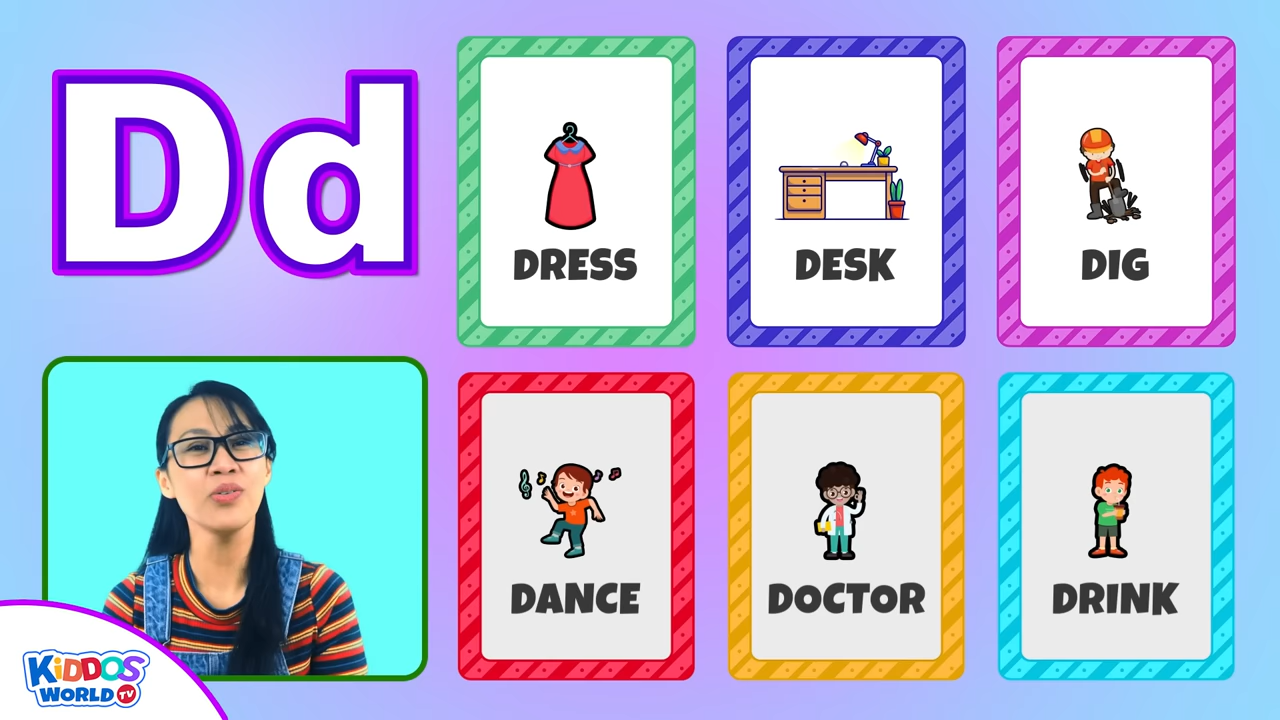 Dd
DRESS
DESK
DIG
DANCE
DOCTOR
DRINK
KiDDOS
WORLD TV